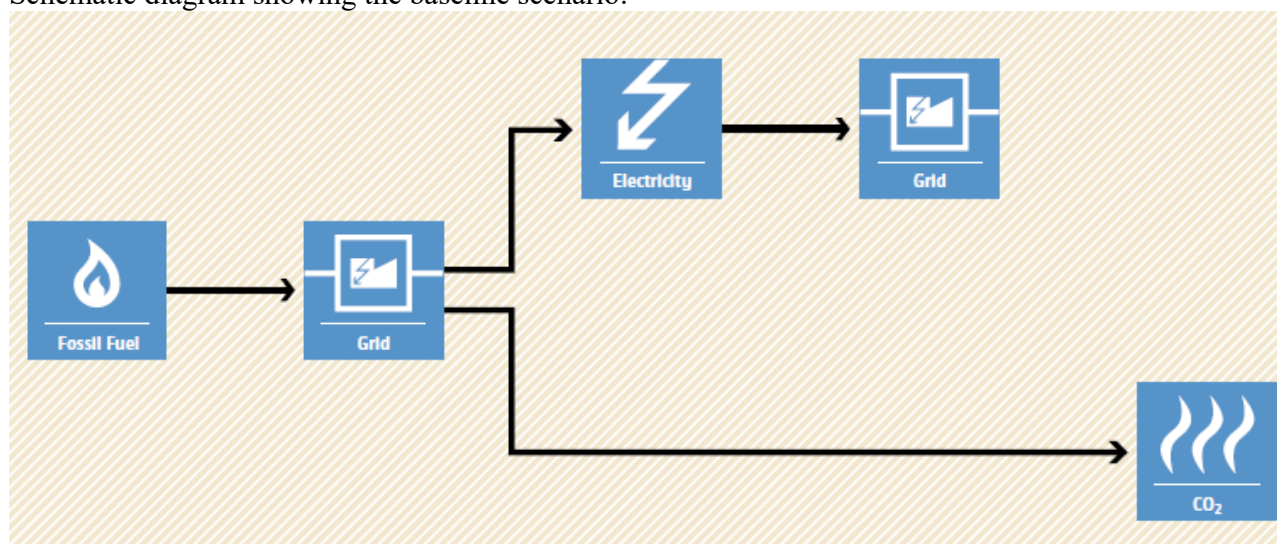 Schematic diagram showing the baseline scenario:
Electricity
Grid
Fossil Fuel
Grid
CO₂